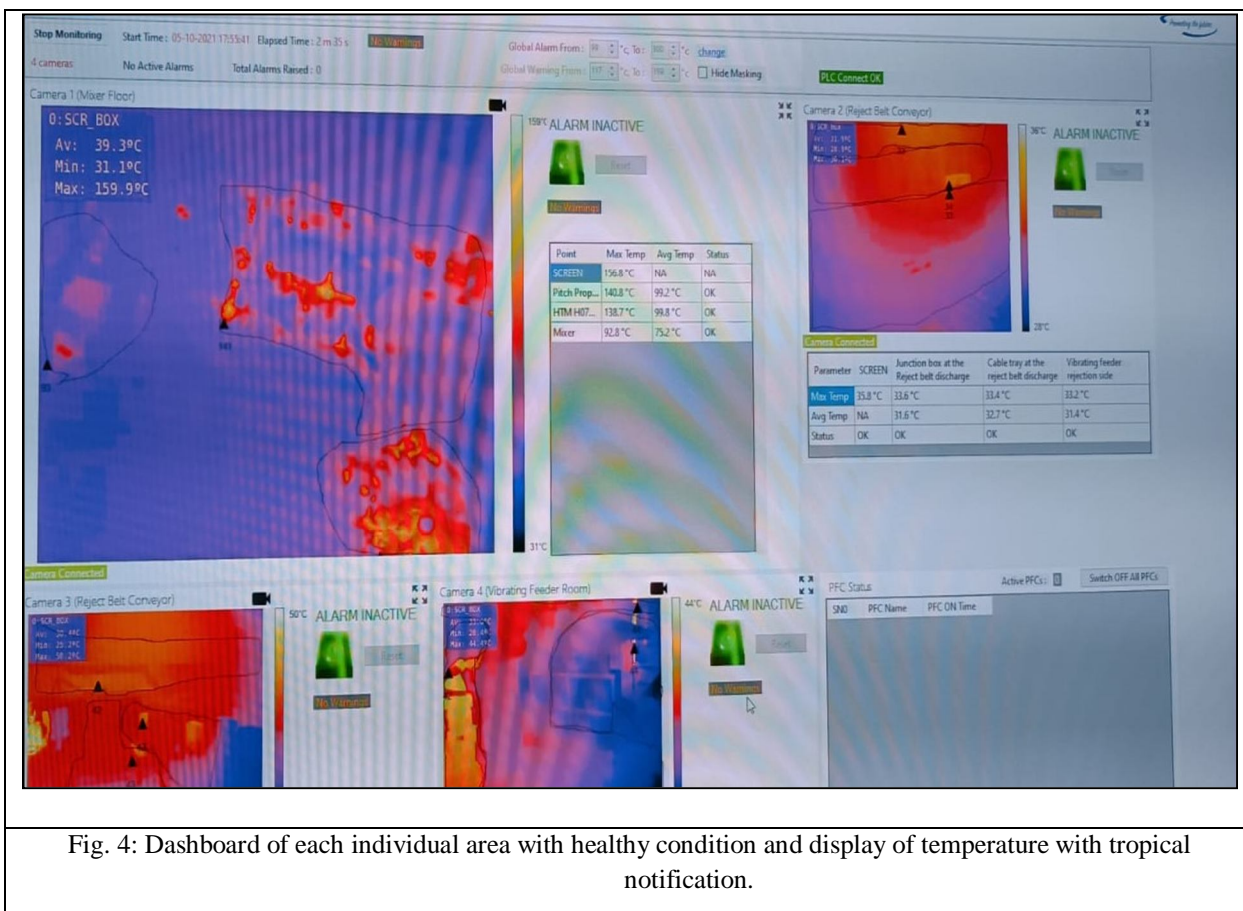 Stop Monitoring Start Time : 05-10-2021 17:55:41 Elapsed Time : 2 m 35 s No Warnings
Global Alarm From : °c, To : °c change
4 cameras No Active Alarms Total Alarms Raised : 0
Global Warning From : °c, To : °c Hide Masking
PLC Connect OK
Camera 1 (Mixer Floor)
0:SCR_BOX
Av: 39.3ºC
Min: 31.1ºC
Max: 159.9ºC
159°C ALARM INACTIVE
Reset
No Warnings
Point Max Temp Avg Temp Status
SCREEN 156.8 °C NA NA
Pitch Prop... 140.8 °C 99.2 °C OK
HTM H07... 138.7 °C 99.8 °C OK
Mixer 92.8 °C 75.2 °C OK
31°C
Camera Connected
Camera 2 (Reject Belt Conveyor)
36°C ALARM INACTIVE
No Warnings
28°C
Camera Connected
Parameter SCREEN Junction box at the Reject belt discharge Cable tray at the reject belt discharge Vibrating feeder rejection side
Max Temp 35.8 °C 33.6 °C 33.4 °C 33.2 °C
Avg Temp NA 31.6 °C 32.7 °C 31.4 °C
Status OK OK OK OK
Camera 3 (Reject Belt Conveyor)
0:SCR_BOX
50°C ALARM INACTIVE
Reset
No Warnings
Camera 4 (Vibrating Feeder Room)
0:SCR_BOX
44°C ALARM INACTIVE
Reset
No Warnings
PFC Status Active PFCs : 0 Switch OFF All PFCs
SN0 PFC Name PFC ON Time
Fig. 4: Dashboard of each individual area with healthy condition and display of temperature with tropical
notification.